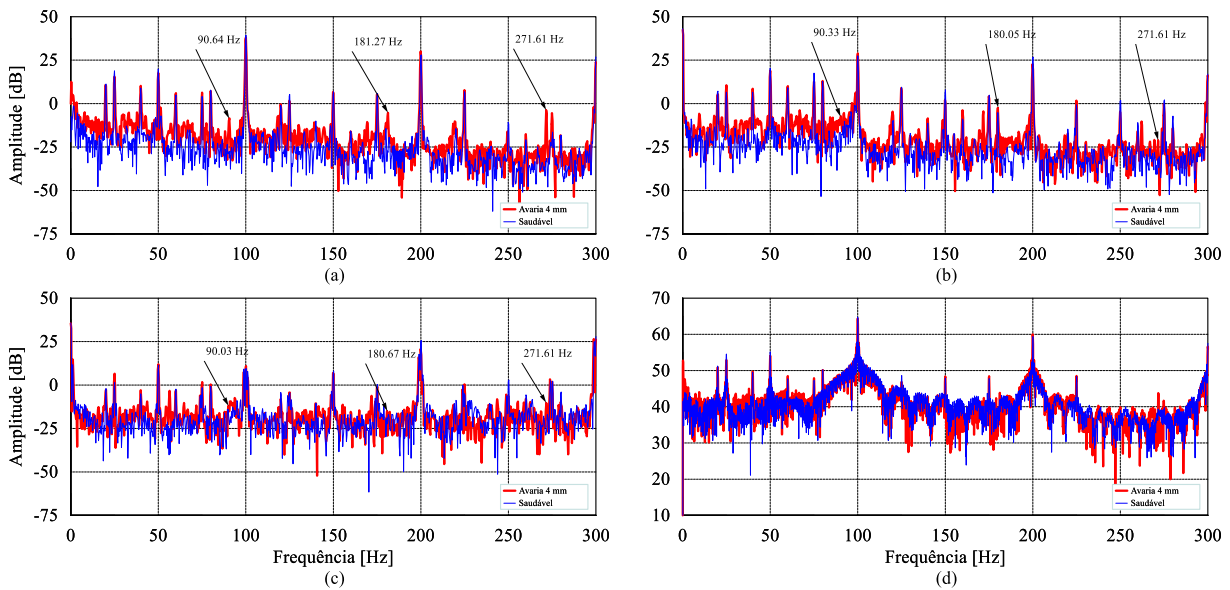 50
25
0
-25
-50
-75
Amplitude [dB]
90.64 Hz
181.27 Hz
271.61 Hz
Avaria 4 mm
Saudável
0 50 100 150 200 250 300
(a)
50
25
0
-25
-50
-75
90.33 Hz
180.05 Hz
271.61 Hz
Avaria 4 mm
Saudável
0 50 100 150 200 250 300
(b)
50
25
0
-25
-50
-75
Amplitude [dB]
90.03 Hz
180.67 Hz
271.61 Hz
Avaria 4 mm
Saudável
0 50 100 150 200 250 300
Frequência [Hz]
(c)
70
60
50
40
30
20
10
Avaria 4 mm
Saudável
0 50 100 150 200 250 300
Frequência [Hz]
(d)